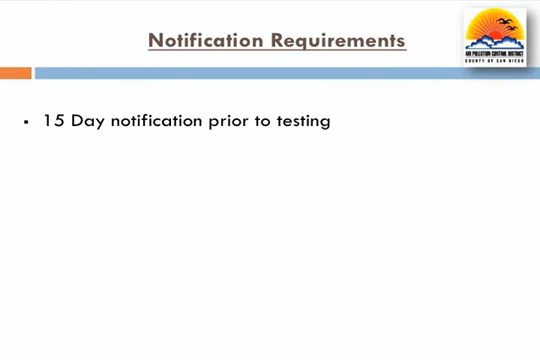 Notification Requirements
AIR POLLUTION CONTROL DISTRICT
COUNTY OF SAN DIEGO
▪ 15 Day notification prior to testing